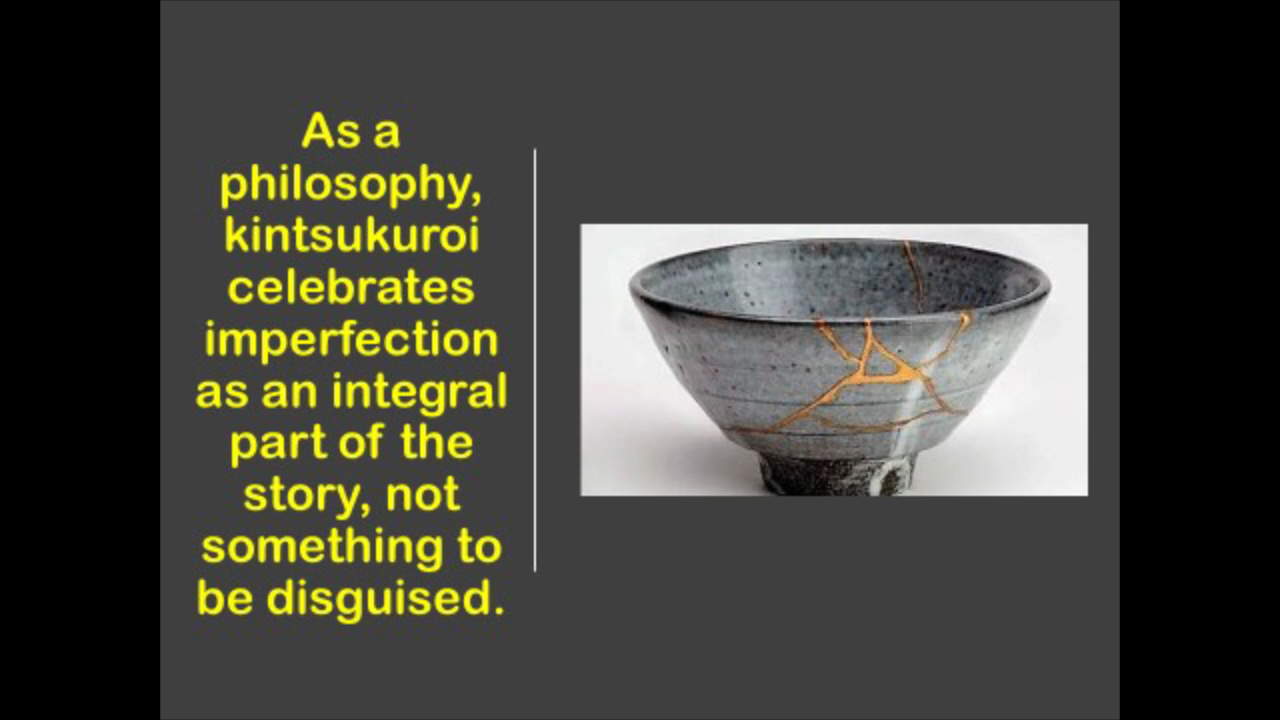 As a
philosophy,
kintsukuroi
celebrates
imperfection
as an integral
part of the
story, not
something to
be disguised.